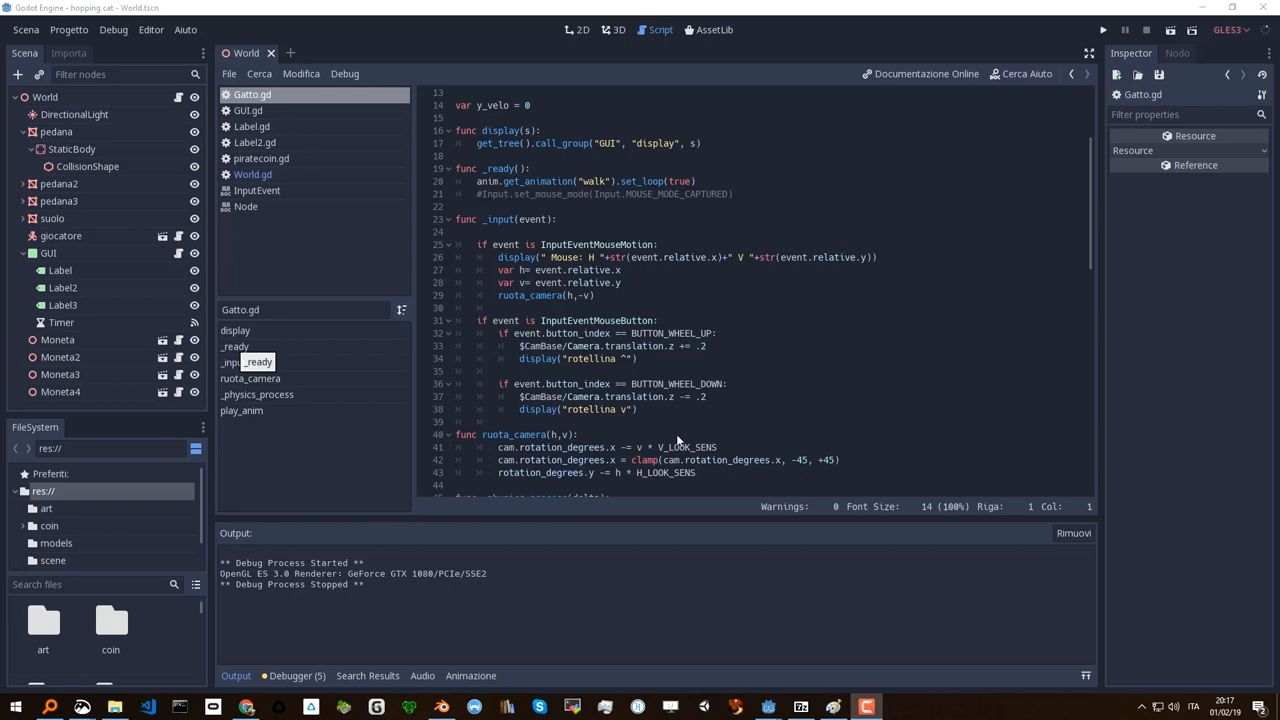 Godot Engine - hopping cat - World.tscn
Scena Progetto Debug Editor Aiuto
2D 3D Script AssetLib
GLES3
Scena Importa
Filter nodes
World
DirectionalLight
pedana
StaticBody
CollisionShape
pedana2
pedana3
suolo
giocatore
GUI
Label
Label2
Label3
Timer
Moneta
Moneta2
Moneta3
Moneta4
FileSystem
res://
Preferiti:
res://
art
coin
models
scene
Search files
art coin
World
File Cerca Modifica Debug
Documentazione Online Cerca Aiuto
Gatto.gd
GUI.gd
Label.gd
Label2.gd
piratecoin.gd
World.gd
InputEvent
Node
Gatto.gd
display
_ready
_inpu
_ready
ruota_camera
_physics_process
play_anim
13
14 var y_velo = 0
15
16 func display(s):
17 get_tree().call_group("GUI", "display", s)
18
19 func _ready():
20 anim.get_animation("walk").set_loop(true)
21 #Input.set_mouse_mode(Input.MOUSE_MODE_CAPTURED)
22
23 func _input(event):
24
25 if event is InputEventMouseMotion:
26 display(" Mouse: H "+str(event.relative.x)+" V "+str(event.relative.y))
27 var h= event.relative.x
28 var v= event.relative.y
29 ruota_camera(h,-v)
30
31 if event is InputEventMouseButton:
32 if event.button_index == BUTTON_WHEEL_UP:
33 $CamBase/Camera.translation.z += .2
34 display("rotellina ^")
35
36 if event.button_index == BUTTON_WHEEL_DOWN:
37 $CamBase/Camera.translation.z -= .2
38 display("rotellina v")
39
40 func ruota_camera(h,v):
41 cam.rotation_degrees.x -= v * V_LOOK_SENS
42 cam.rotation_degrees.x = clamp(cam.rotation_degrees.x, -45, +45)
43 rotation_degrees.y -= h * H_LOOK_SENS
44
45 func _physics_process(delta):
Warnings: 0 Font Size: 14 (100%) Riga: 1 Col: 1
Output: Rimuovi
** Debug Process Started **
OpenGL ES 3.0 Renderer: GeForce GTX 1080/PCIe/SSE2
** Debug Process Stopped **
Output Debugger (5) Search Results Audio Animazione
Inspector Nodo
Gatto.gd
Filter properties
Resource
Resource
Reference
ITA
20:17
01/02/19